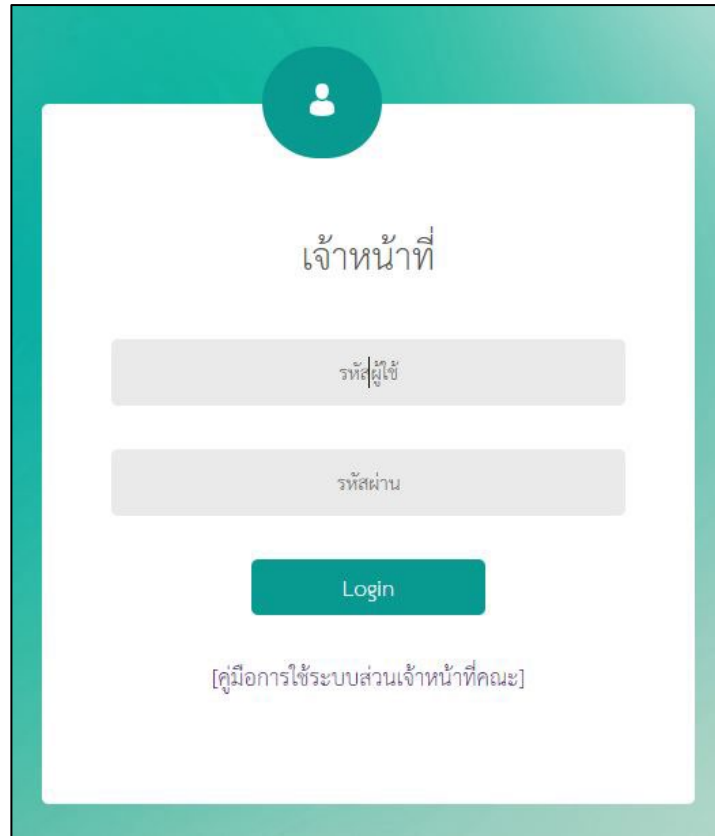 เจ้าหน้าที่
รหัสผู้ใช้
รหัสผ่าน
Login
[คู่มือการใช้ระบบส่วนเจ้าหน้าที่คณะ]